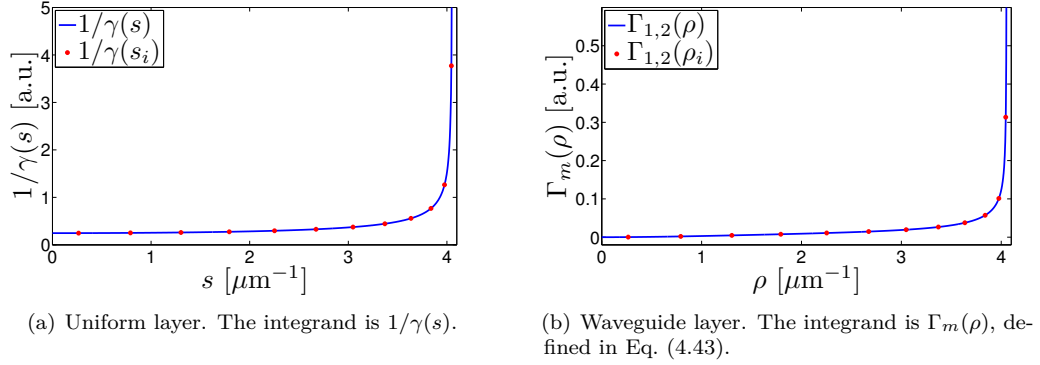 5
4
3
2
1
0
0
1
2
3
4
1/γ(s) [a.u.]
s [μm⁻¹]
1/γ(s)
1/γ(sᵢ)
0.5
0.4
0.3
0.2
0.1
0
0
1
2
3
4
Γₘ(ρ) [a.u.]
ρ [μm⁻¹]
Γ₁,₂(ρ)
Γ₁,₂(ρᵢ)
(a) Uniform layer. The integrand is 1/γ(s).
(b) Waveguide layer. The integrand is Γₘ(ρ), de-
fined in Eq. (4.43).